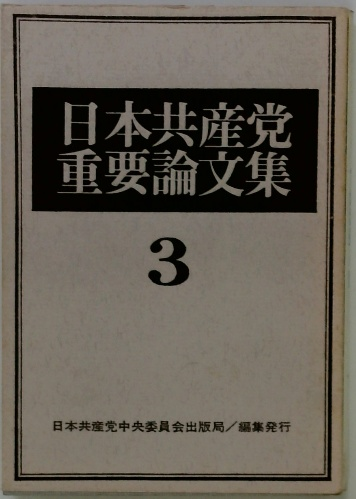 日本共産党
重要論文集
3
日本共産党中央委員会出版局／編集発行